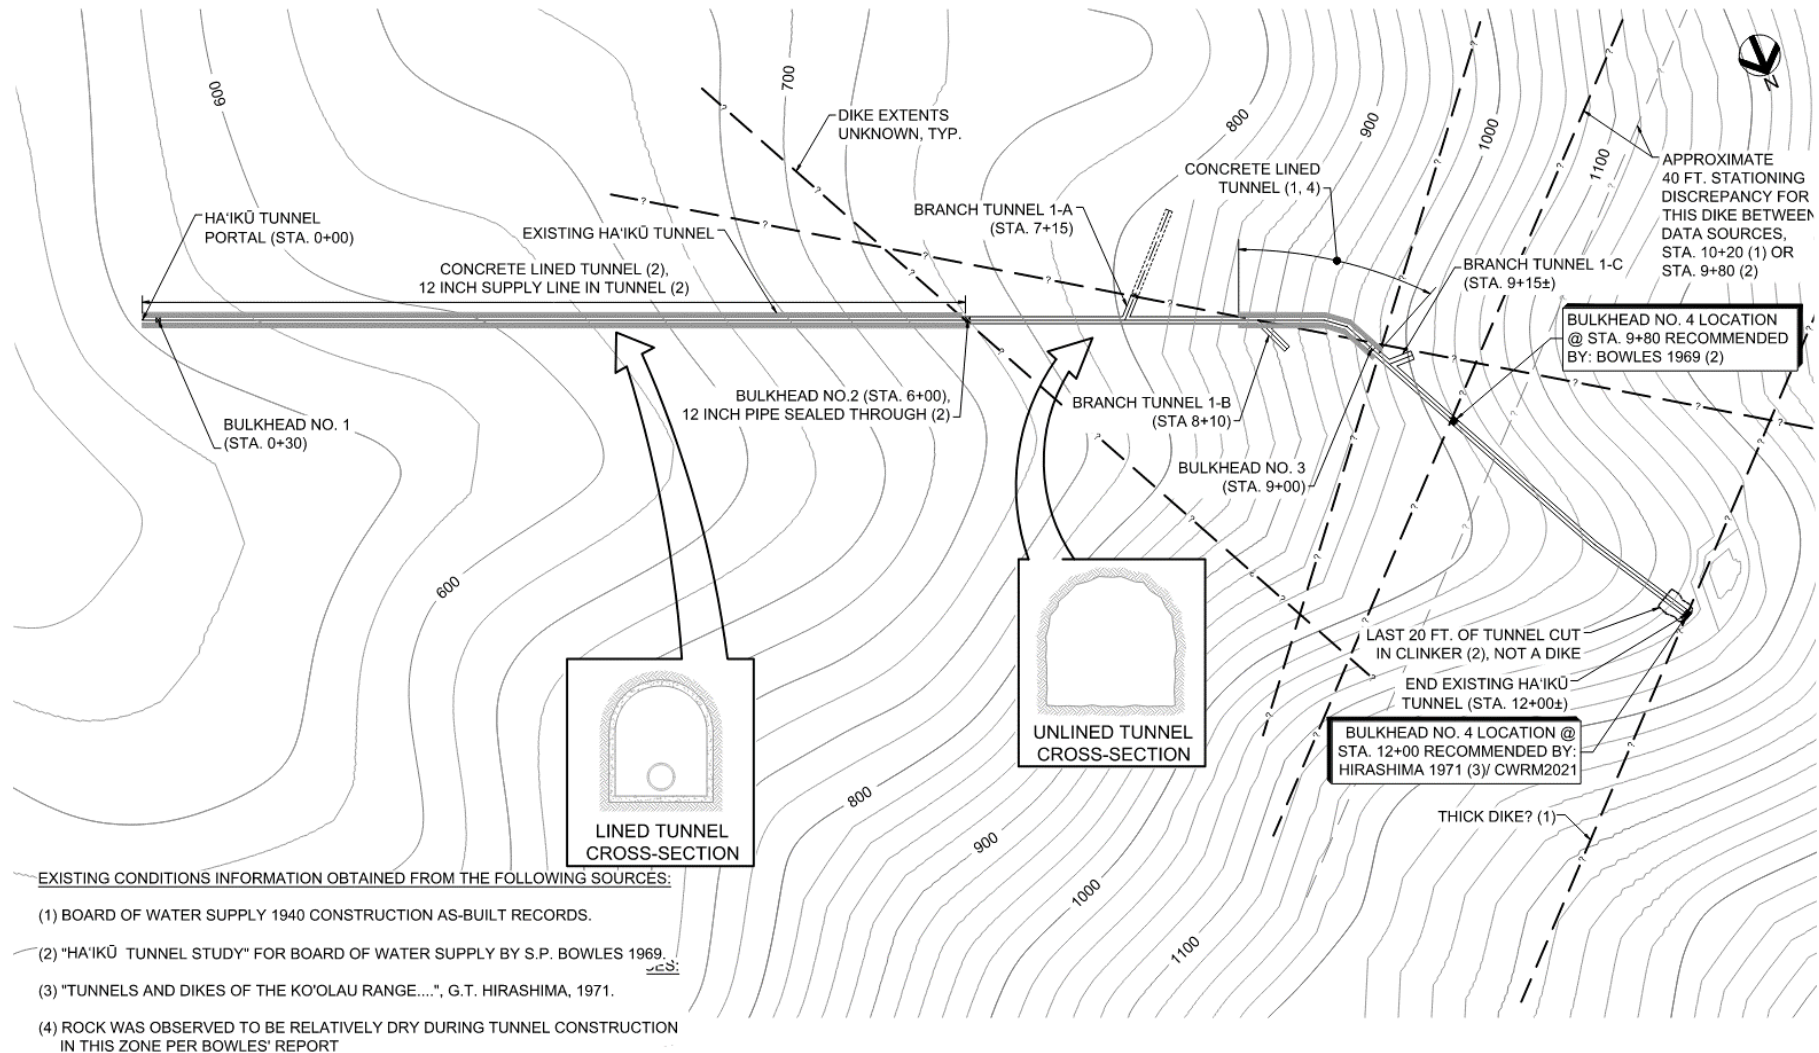 600
700
800
900
1000
1100
N
DIKE EXTENTS
UNKNOWN, TYP.
CONCRETE LINED
TUNNEL (1, 4)
APPROXIMATE
40 FT. STATIONING
DISCREPANCY FOR
THIS DIKE BETWEEN
DATA SOURCES,
STA. 10+20 (1) OR
STA. 9+80 (2)
HAʻIKŪ TUNNEL
PORTAL (STA. 0+00)
EXISTING HAʻIKŪ TUNNEL
BRANCH TUNNEL 1-A
(STA. 7+15)
CONCRETE LINED TUNNEL (2),
12 INCH SUPPLY LINE IN TUNNEL (2)
BRANCH TUNNEL 1-C
(STA. 9+15±)
BULKHEAD NO. 4 LOCATION
@ STA. 9+80 RECOMMENDED
BY: BOWLES 1969 (2)
BULKHEAD NO. 1
(STA. 0+30)
BULKHEAD NO.2 (STA. 6+00),
12 INCH PIPE SEALED THROUGH (2)
BRANCH TUNNEL 1-B
(STA 8+10)
BULKHEAD NO. 3
(STA. 9+00)
600
LAST 20 FT. OF TUNNEL CUT
IN CLINKER (2), NOT A DIKE
END EXISTING HAʻIKŪ
TUNNEL (STA. 12+00±)
BULKHEAD NO. 4 LOCATION @
STA. 12+00 RECOMMENDED BY:
HIRASHIMA 1971 (3)/ CWRM2021
UNLINED TUNNEL
CROSS-SECTION
LINED TUNNEL
CROSS-SECTION
800
900
1000
1100
THICK DIKE? (1)
EXISTING CONDITIONS INFORMATION OBTAINED FROM THE FOLLOWING SOURCES:
(1) BOARD OF WATER SUPPLY 1940 CONSTRUCTION AS-BUILT RECORDS.
(2) "HAʻIKŪ TUNNEL STUDY" FOR BOARD OF WATER SUPPLY BY S.P. BOWLES 1969.
(3) "TUNNELS AND DIKES OF THE KO'OLAU RANGE....", G.T. HIRASHIMA, 1971.
(4) ROCK WAS OBSERVED TO BE RELATIVELY DRY DURING TUNNEL CONSTRUCTION
IN THIS ZONE PER BOWLES' REPORT